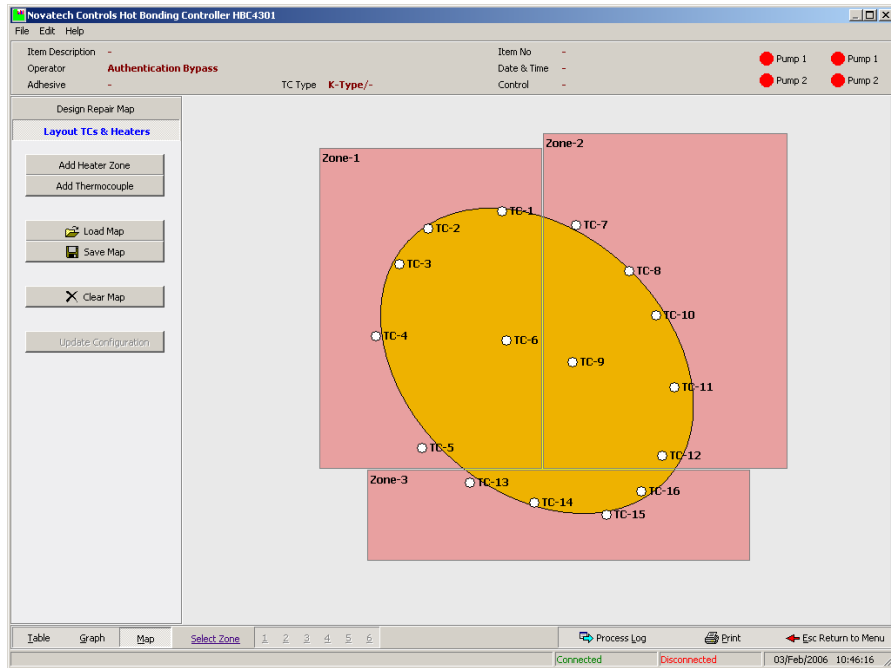 Novatech Controls Hot Bonding Controller HBC4301
File Edit Help
Item Description - Item No -
Operator Authentication Bypass Date & Time -
Adhesive - TC Type K-Type/- Control -
Pump 1 Pump 1
Pump 2 Pump 2
Design Repair Map
Layout TCs & Heaters
Add Heater Zone
Add Thermocouple
Load Map
Save Map
Clear Map
Update Configuration
Zone-1
Zone-2
TC-1
TC-2
TC-7
TC-3
TC-8
TC-10
TC-4
TC-6
TC-9
TC-11
TC-5
TC-12
Zone-3
TC-13
TC-16
TC-14
TC-15
Table Graph Map Select Zone 1 2 3 4 5 6 Process Log Print Esc Return to Menu
Connected Disconnected 03/Feb/2006 10:46:16